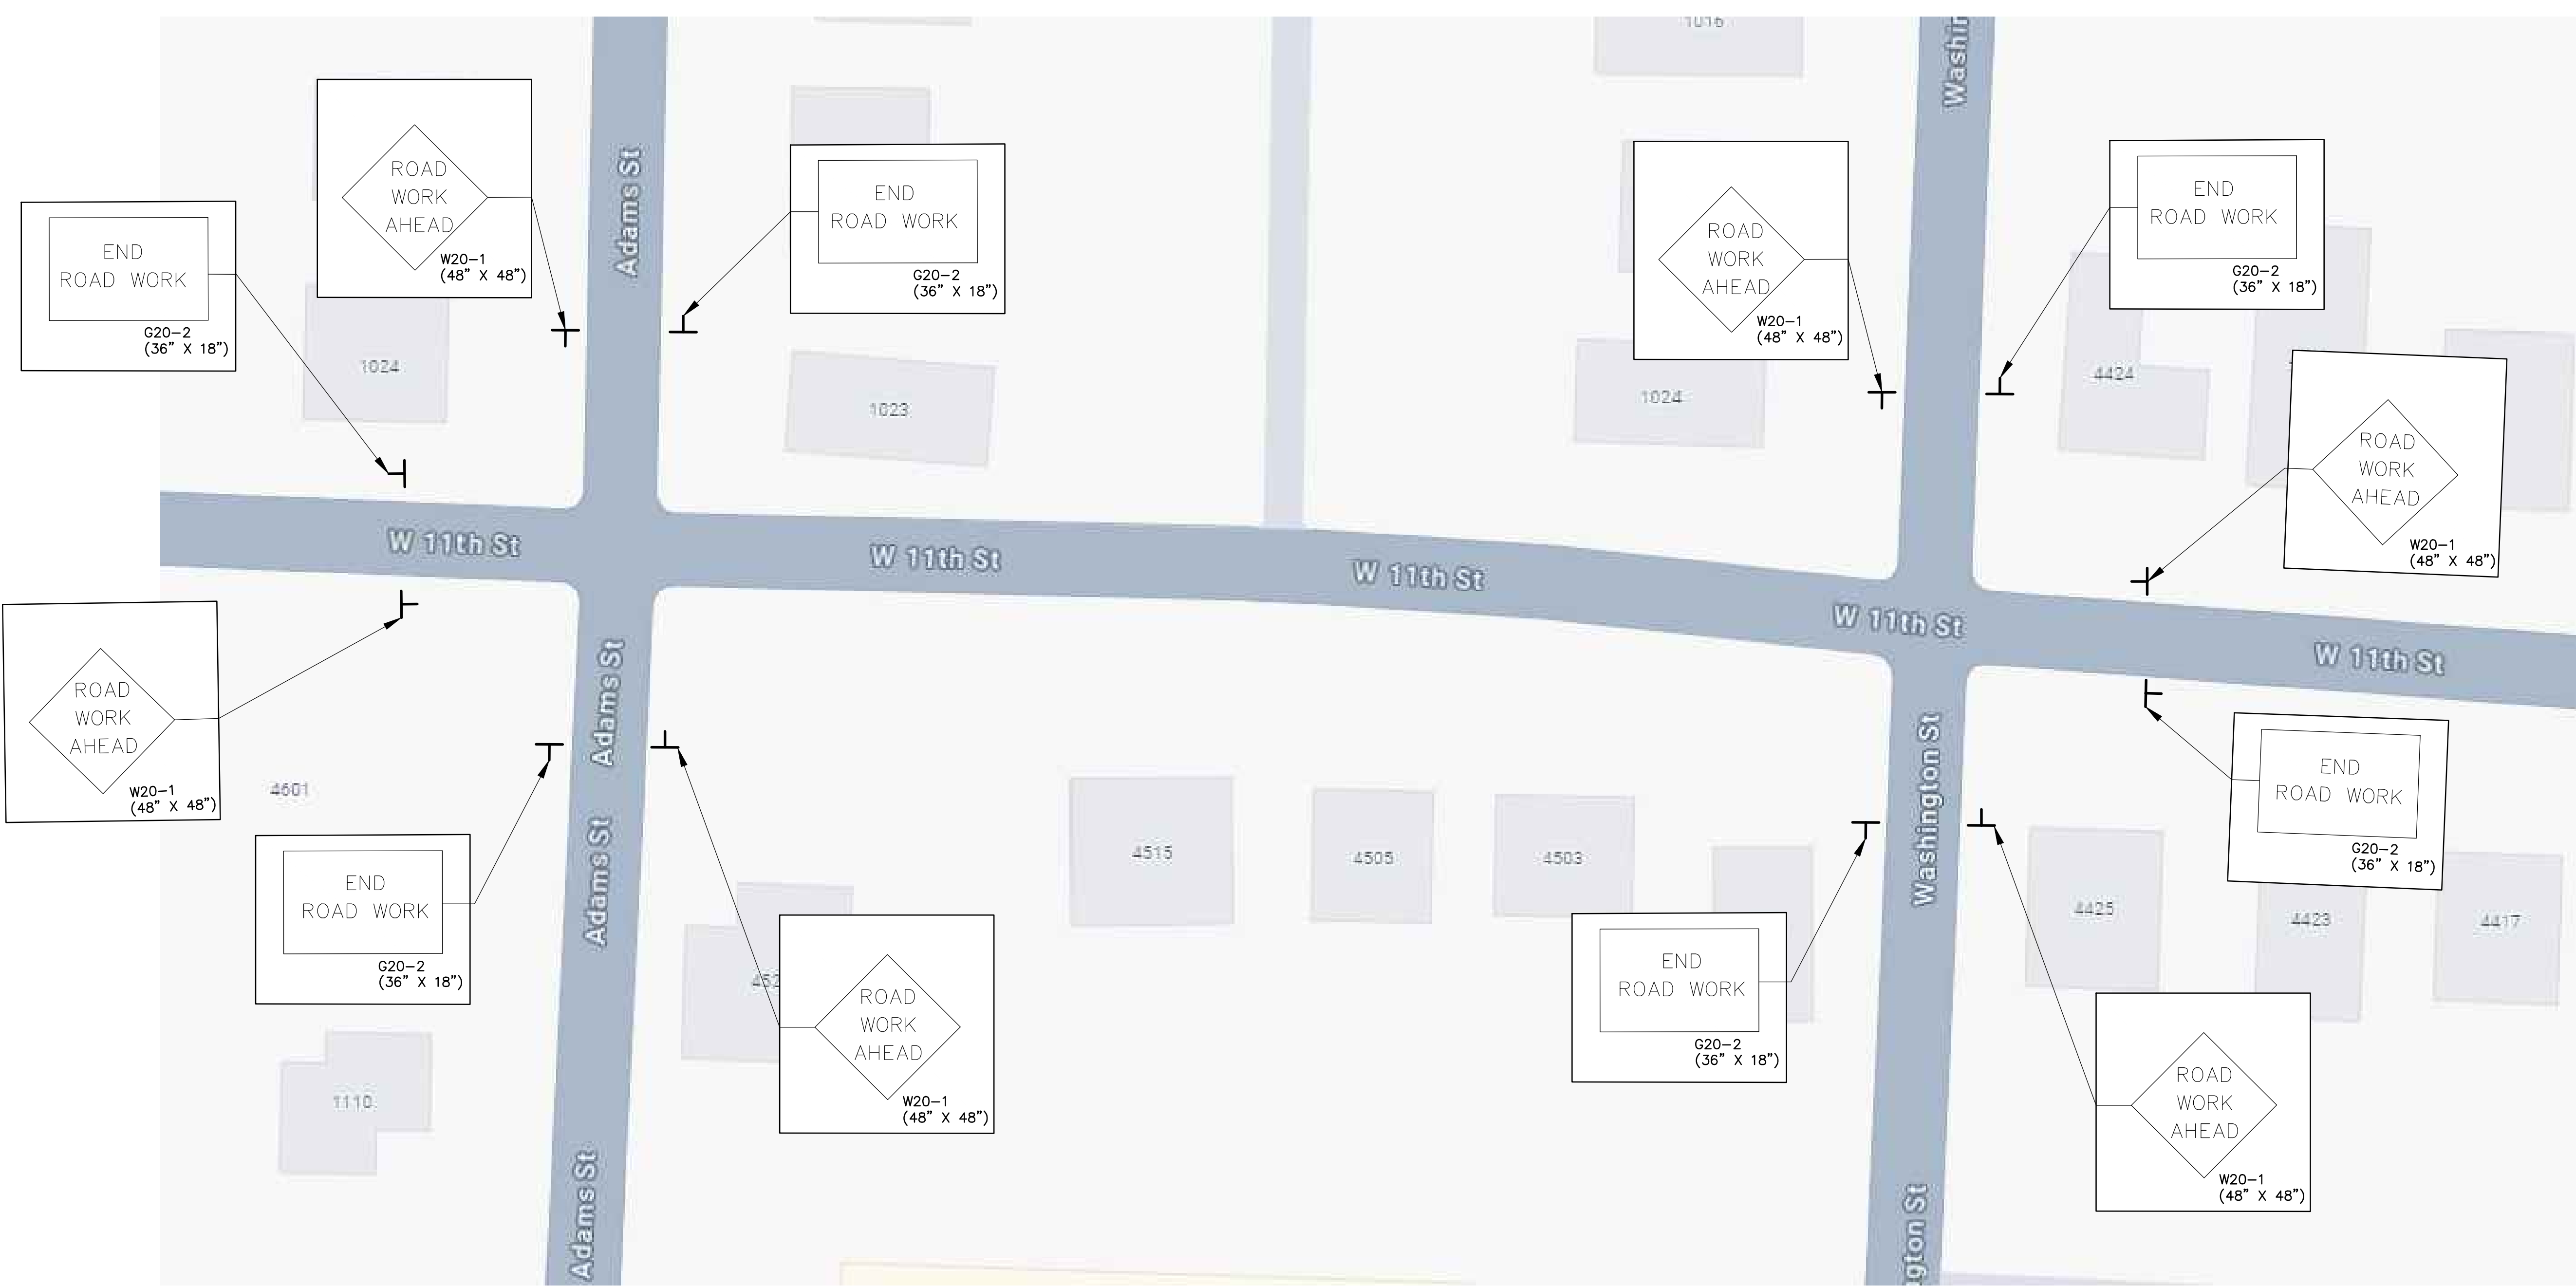 1016
Adams St
ROAD
WORK
AHEAD
W20-1
(48" X 48")
END
ROAD WORK
G20-2
(36" X 18")
END
ROAD WORK
G20-2
(36" X 18")
ROAD
WORK
AHEAD
W20-1
(48" X 48")
END
ROAD WORK
G20-2
(36" X 18")
1024
1023
1024
4424
ROAD
WORK
AHEAD
W20-1
(48" X 48")
W 11th St
W 11th St
W 11th St
W 11th St
W 11th St
ROAD
WORK
AHEAD
W20-1
(48" X 48")
4601
Adams St
Adams St
Washington St
END
ROAD WORK
G20-2
(36" X 18")
4515
4505
4503
4425
4423
4417
END
ROAD WORK
G20-2
(36" X 18")
ROAD
WORK
AHEAD
W20-1
(48" X 48")
END
ROAD WORK
G20-2
(36" X 18")
ROAD
WORK
AHEAD
W20-1
(48" X 48")
1110
Adams St